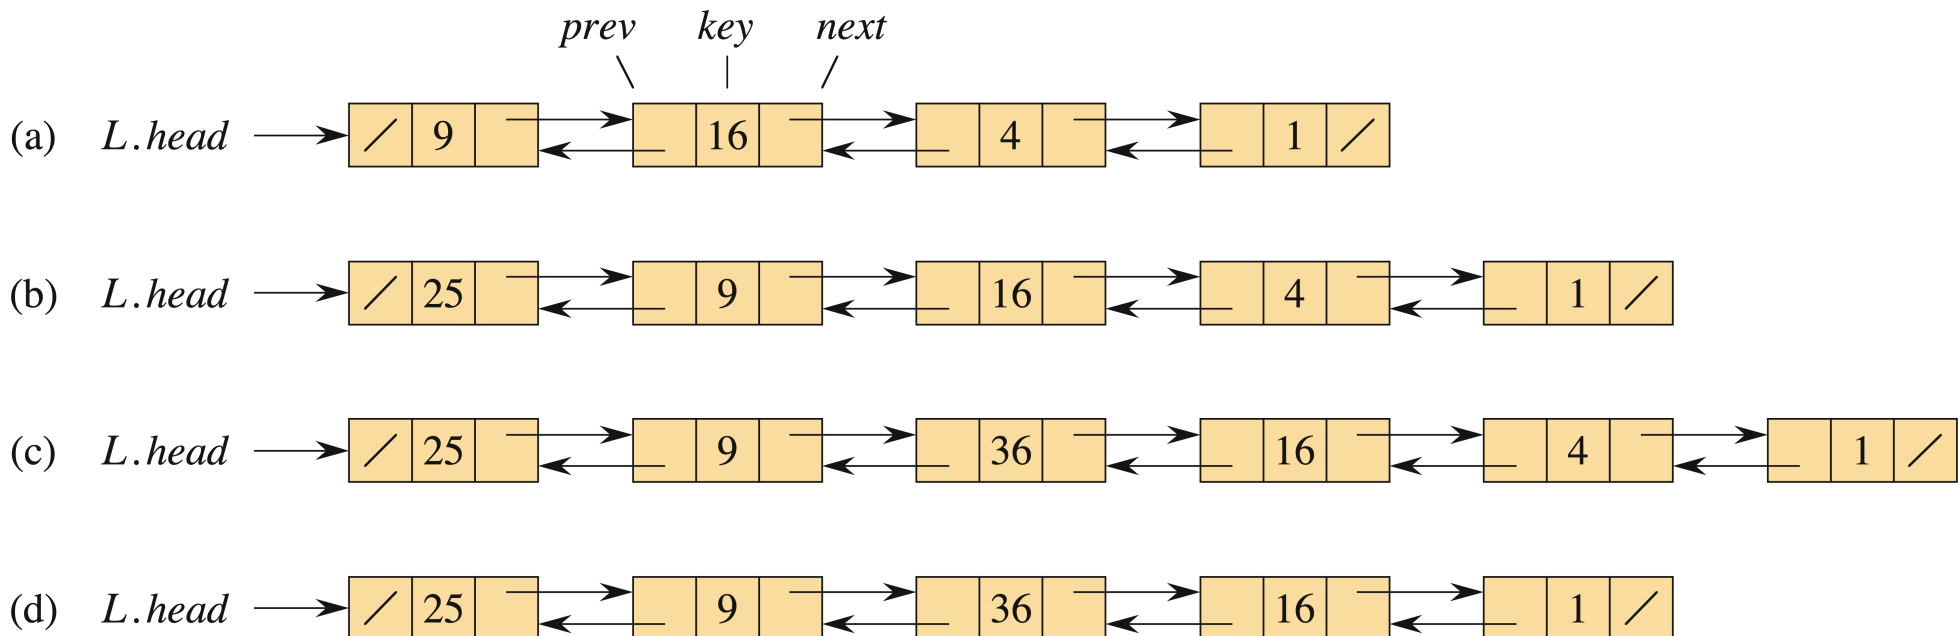 prev key next
(a) L.head / 9 16 4 1 /
(b) L.head / 25 9 16 4 1 /
(c) L.head / 25 9 36 16 4 1 /
(d) L.head / 25 9 36 16 1 /